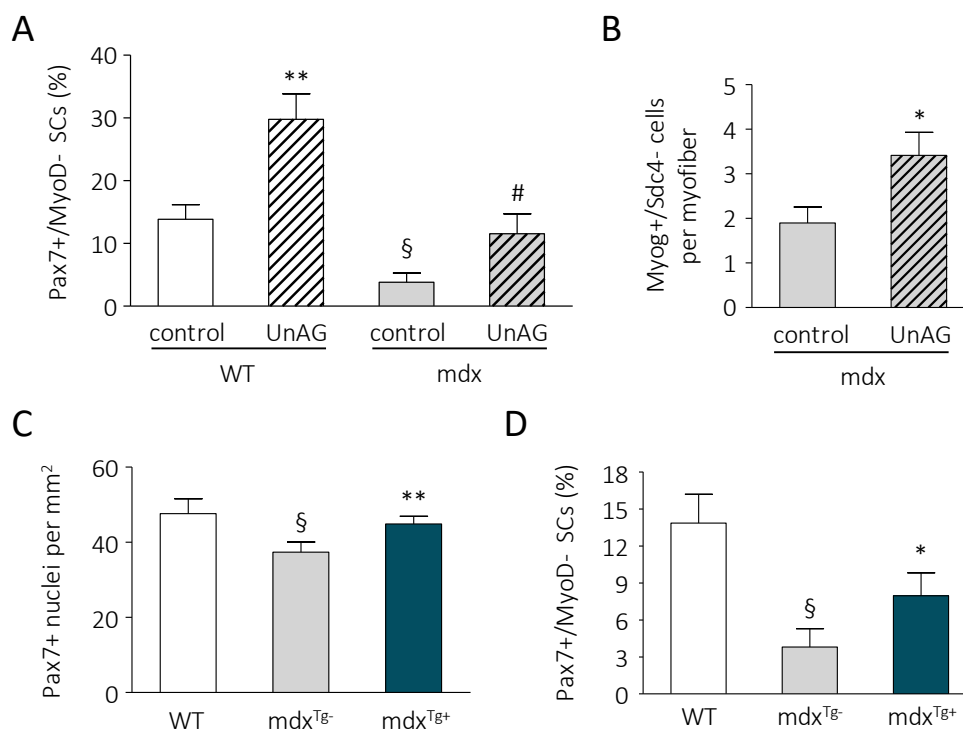 A
Pax7+/MyoD- SCs (%)
40
30
20
10
0
**
§
#
control UnAG control UnAG
WT mdx
B
Myog+/Sdc4- cells
per myofiber
5
4
3
2
1
0
*
control UnAG
mdx
C
Pax7+ nuclei per mm²
60
40
20
0
§
**
WT mdxTg- mdxTg+
D
Pax7+/MyoD- SCs (%)
18
15
12
9
6
3
0
§
*
WT mdxTg- mdxTg+